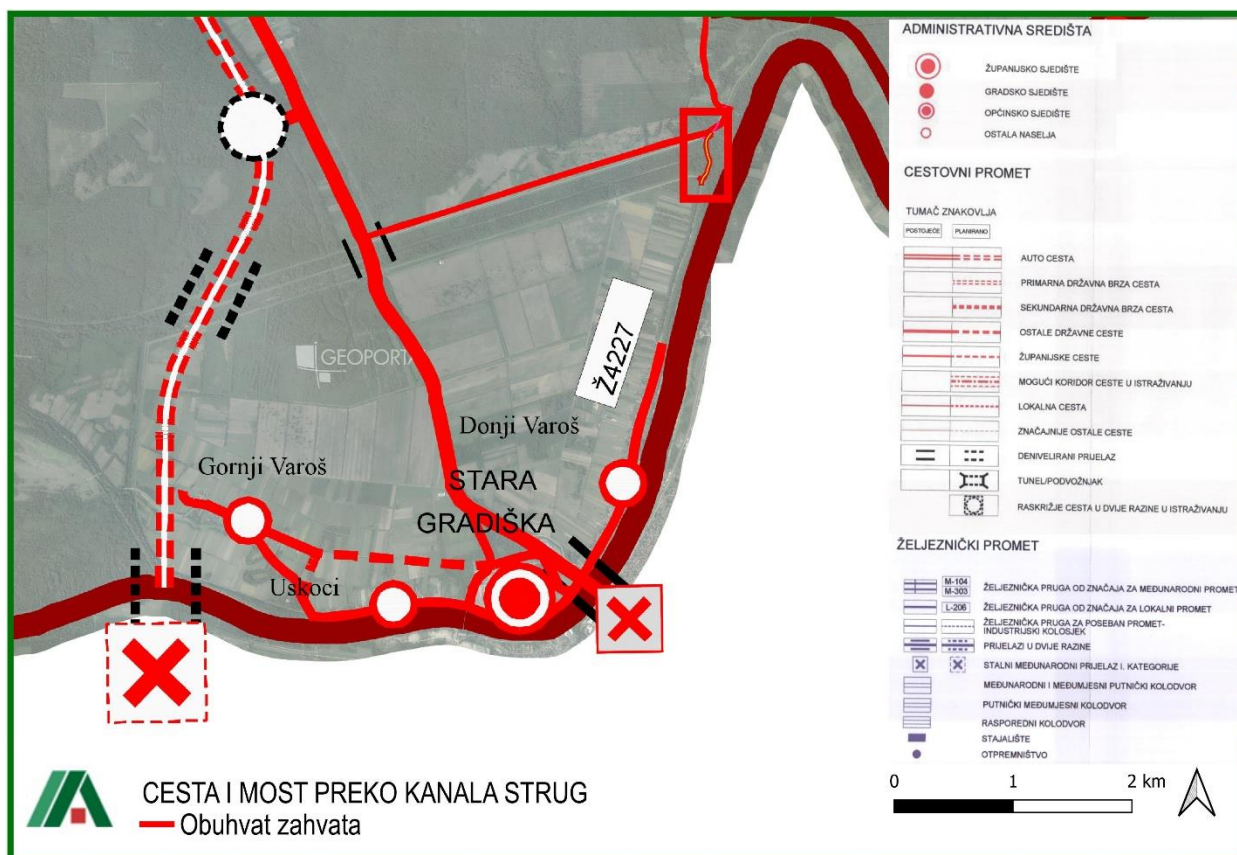 GEOPORTA
Ž4227
Donji Varoš
Gornji Varoš
STARA
GRADIŠKA
Uskoci
CESTA I MOST PREKO KANALA STRUG
Obuhvat zahvata
ADMINISTRATIVNA SREDIŠTA
ŽUPANIJSKO SJEDIŠTE
GRADSKO SJEDIŠTE
OPĆINSKO SJEDIŠTE
OSTALA NASELJA
CESTOVNI PROMET
TUMAČ ZNAKOVLJA
POSTOJEĆE PLANIRANO
AUTO CESTA
PRIMARNA DRŽAVNA BRZA CESTA
SEKUNDARNA DRŽAVNA BRZA CESTA
OSTALE DRŽAVNE CESTE
ŽUPANIJSKE CESTE
MOGUĆI KORIDOR CESTE U ISTRAŽIVANJU
LOKALNA CESTA
ZNAČAJNIJE OSTALE CESTE
DENIVELIRANI PRIJELAZ
TUNEL/PODVOŽNJAK
RASKRIŽJE CESTA U DVIJE RAZINE U ISTRAŽIVANJU
ŽELJEZNIČKI PROMET
M-104
M-303
ŽELJEZNIČKA PRUGA OD ZNAČAJA ZA MEĐUNARODNI PROMET
L-206
ŽELJEZNIČKA PRUGA OD ZNAČAJA ZA LOKALNI PROMET
ŽELJEZNIČKA PRUGA ZA POSEBAN PROMET-
INDUSTRIJSKI KOLOSJEK
PRIJELAZI U DVIJE RAZINE
STALNI MEĐUNARODNI PRIJELAZ I. KATEGORIJE
MEĐUNARODNI I MEĐUMJESNI PUTNIČKI KOLODVOR
PUTNIČKI MEĐUMJESNI KOLODVOR
RASPOREDNI KOLODVOR
STAJALIŠTE
OTPREMNIŠTVO
0 1 2 km